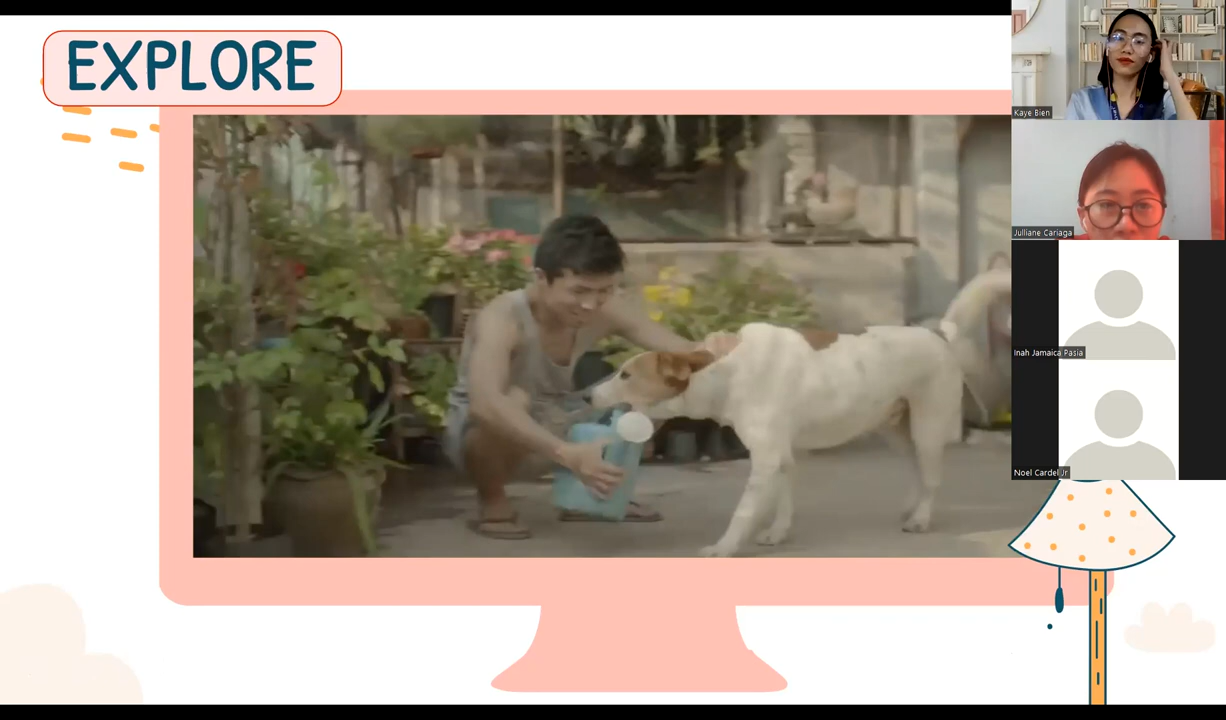 EXPLORE
Kaye Bien
Julliane Cariaga
Inah Jamaica Pasia
Noel Cardel Jr